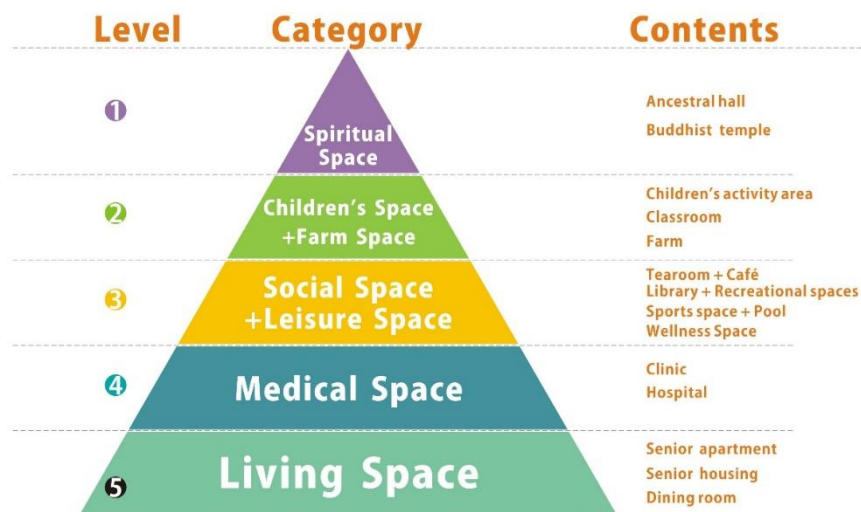 Level Category Contents
1
Spiritual
Space
Ancestral hall
Buddhist temple
2
Children's Space
+Farm Space
Children's activity area
Classroom
Farm
3
Social Space
+Leisure Space
Tearoom + Café
Library + Recreational spaces
Sports space + Pool
Wellness Space
4
Medical Space
Clinic
Hospital
5
Living Space
Senior apartment
Senior housing
Dining room